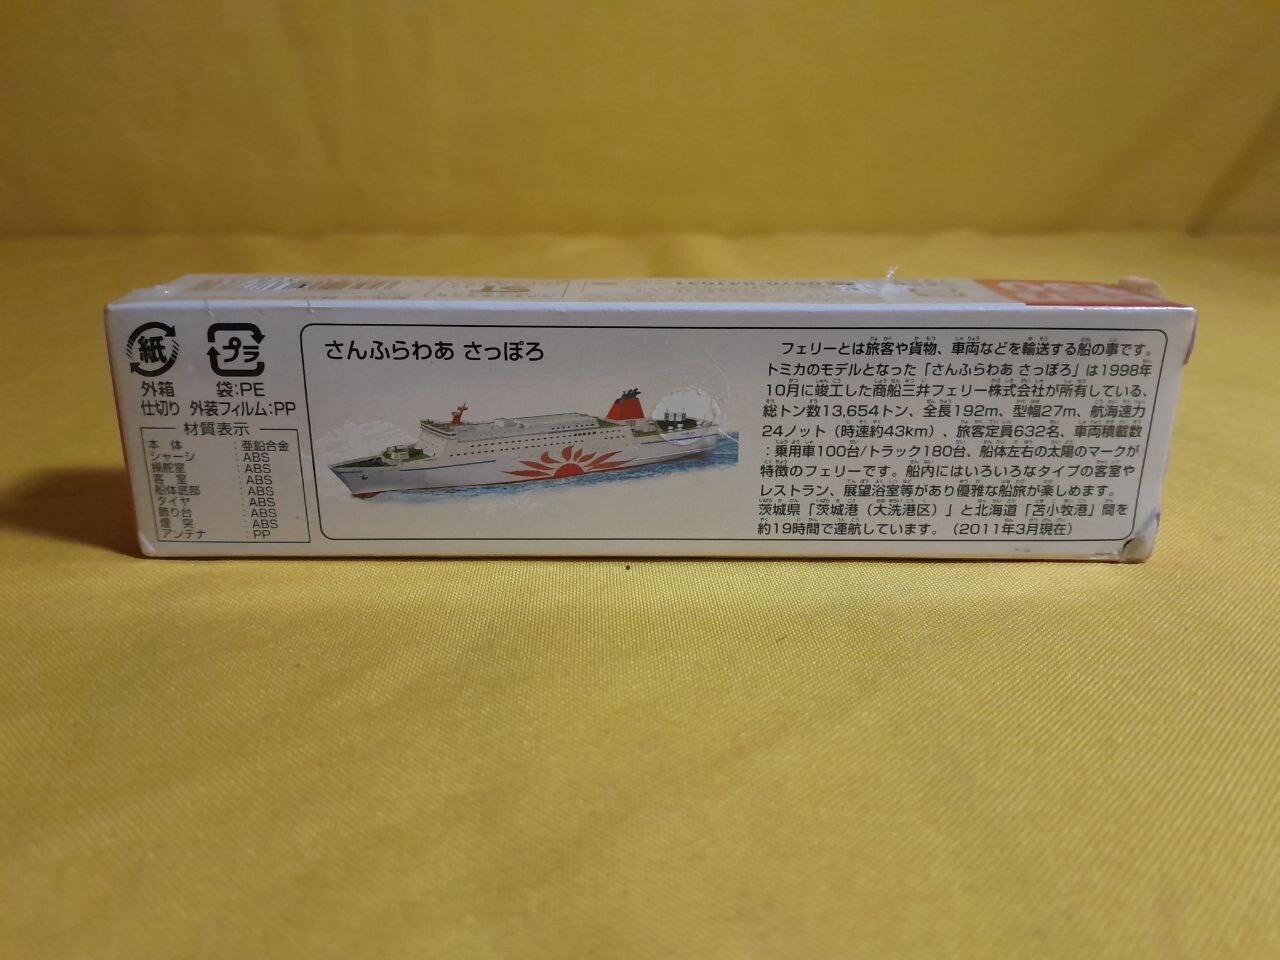 ST
紙
プラ
外箱
仕切り
袋:PE
外装フィルム:PP
材質表示
本体:亜鉛合金
シャーシ:ABS
操舵室:ABS
客室:ABS
船体底部:ABS
タイヤ:ABS
飾り台:ABS
煙突:ABS
アンテナ:PP
さんふらわあ さっぽろ
フェリーとは旅客や貨物、車両などを輸送する船の事です。
トミカのモデルとなった「さんふらわあ さっぽろ」は1998年
10月に竣工した商船三井フェリー株式会社が所有している、
総トン数13,654トン、全長192m、型幅27m、航海速力
24ノット(時速約43km)、旅客定員632名、車両積載数
:乗用車100台/トラック180台、船体左右の太陽のマークが
特徴のフェリーです。船内にはいろいろなタイプの客室や
レストラン、展望浴室等があり優雅な船旅が楽しめます。
茨城県「茨城港(大洗港区)」と北海道「苫小牧港」間を
約19時間で運航しています。(2011年3月現在)